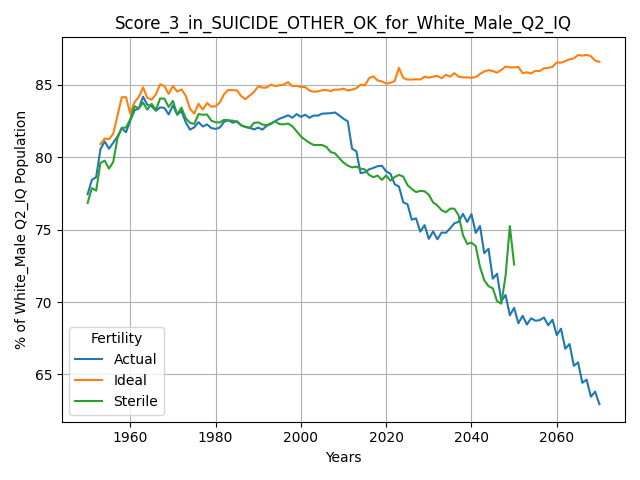 Score_3_in_SUICIDE_OTHER_OK_for_White_Male_Q2_IQ
% of White_Male Q2_IQ Population
85
80
75
70
65
Fertility
Actual
Ideal
Sterile
1960 1980 2000 2020 2040 2060
Years